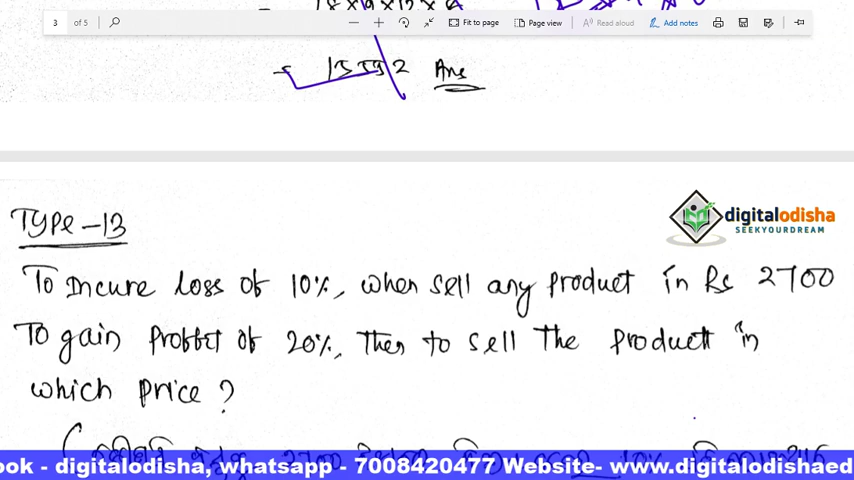 3 of 5 Fit to page Page view Read aloud Add notes
= 15552 Ans
TYPe-13
digitalodisha
SEEKYOURDREAM
To Incure loss of 10%, when sell any product in Rs 2700
To gain profit of 20%, Then to sell The product in
which price ?
ook - digitalodisha, whatsapp - 7008420477 Website- www.digitalodishaed